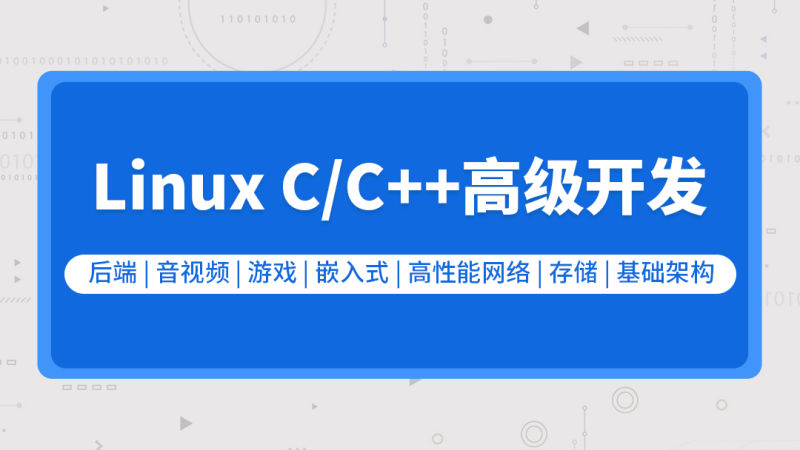 110101010
Linux C/C++高级开发
后端 | 音视频 | 游戏 | 嵌入式 | 高性能网络 | 存储 | 基础架构